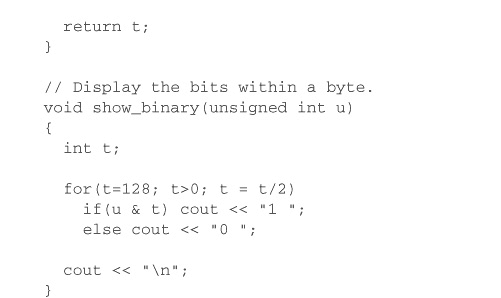 return t;
}
// Display the bits within a byte.
void show_binary(unsigned int u)
{
int t;
for(t=128; t>0; t = t/2)
if(u & t) cout << "1 ";
else cout << "0 ";
cout << "\n";
}